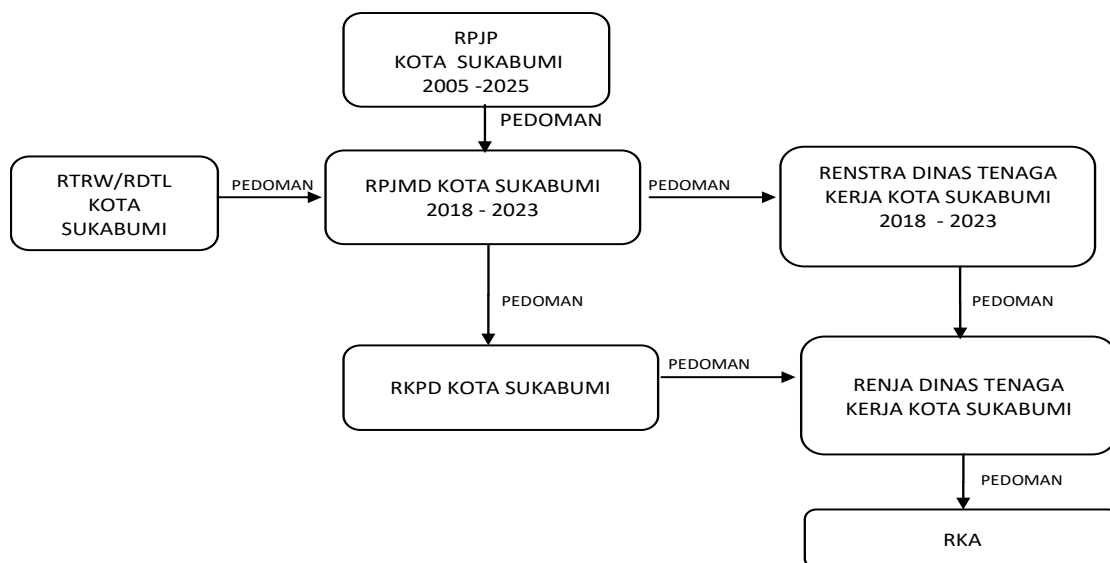 RPJP
KOTA SUKABUMI
2005 -2025
PEDOMAN
RTRW/RDTL
KOTA
SUKABUMI
PEDOMAN
RPJMD KOTA SUKABUMI
2018 - 2023
PEDOMAN
RENSTRA DINAS TENAGA
KERJA KOTA SUKABUMI
2018 - 2023
PEDOMAN
PEDOMAN
RKPD KOTA SUKABUMI
PEDOMAN
RENJA DINAS TENAGA
KERJA KOTA SUKABUMI
PEDOMAN
RKA